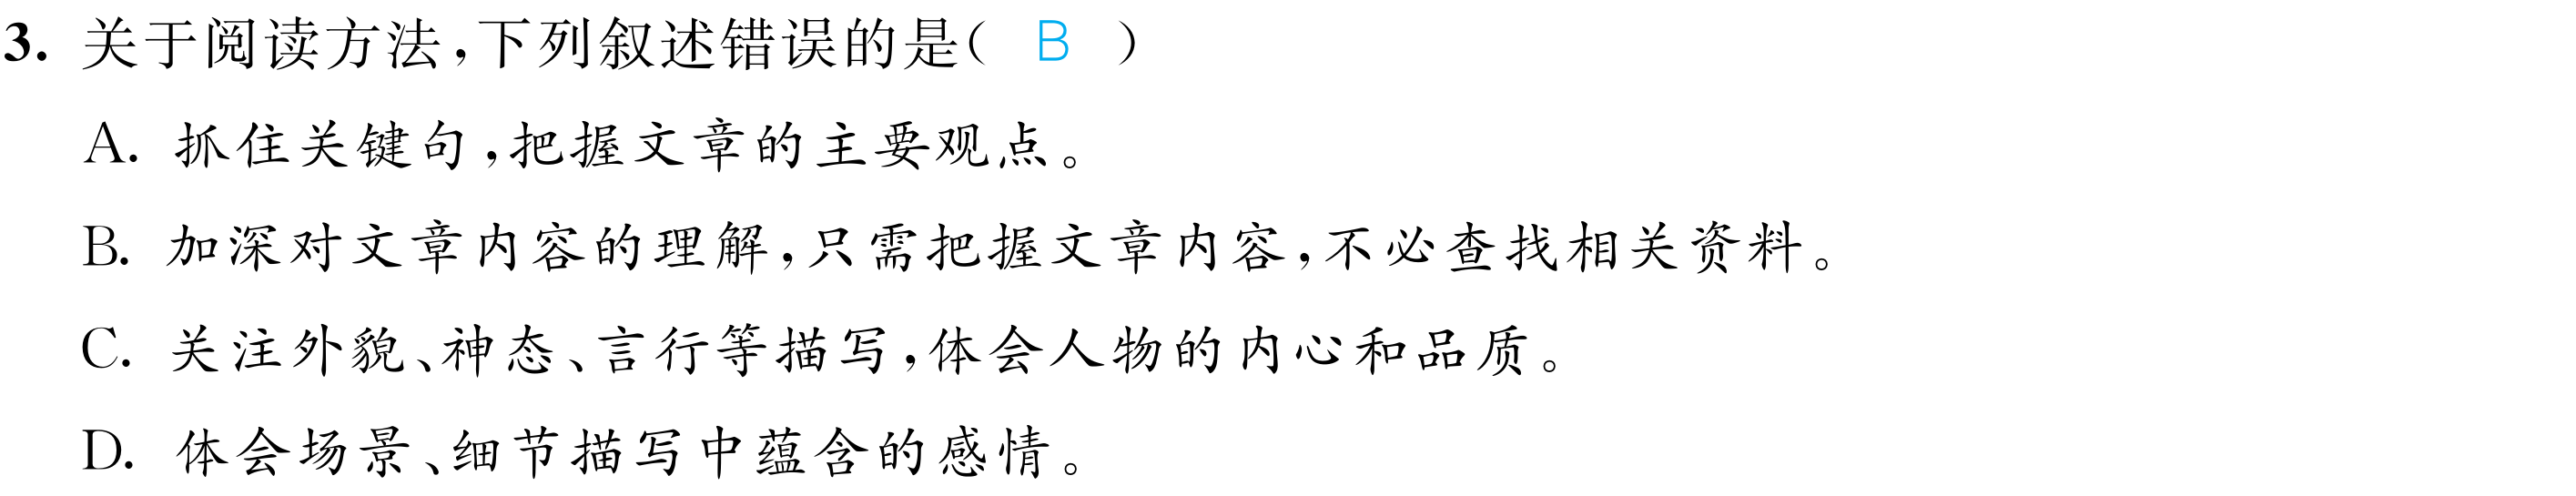 3. 关于阅读方法,下列叙述错误的是( B )
A. 抓住关键句,把握文章的主要观点。
B. 加深对文章内容的理解,只需把握文章内容,不必查找相关资料。
C. 关注外貌、神态、言行等描写,体会人物的内心和品质。
D. 体会场景、细节描写中蕴含的感情。